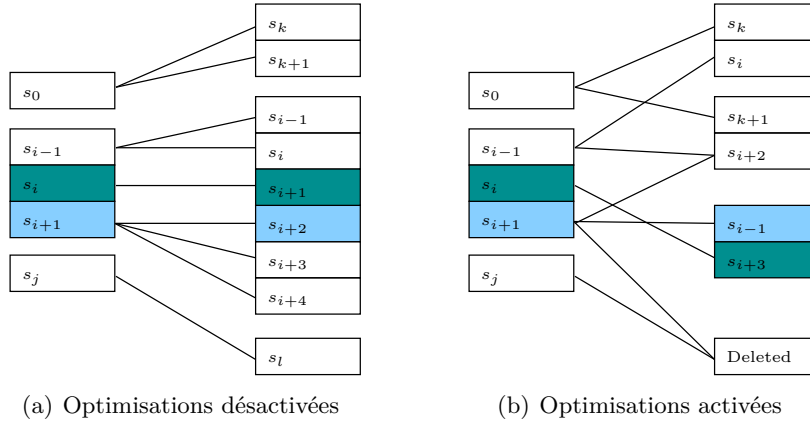 s_k
s_{k+1}
s_0
s_{i−1}
s_i
s_{i+1}
s_j
s_{i−1}
s_i
s_{i+1}
s_{i+2}
s_{i+3}
s_{i+4}
s_l
(a) Optimisations désactivées
s_k
s_i
s_0
s_{i−1}
s_i
s_{i+1}
s_j
s_{k+1}
s_{i+2}
s_{i−1}
s_{i+3}
Deleted
(b) Optimisations activées